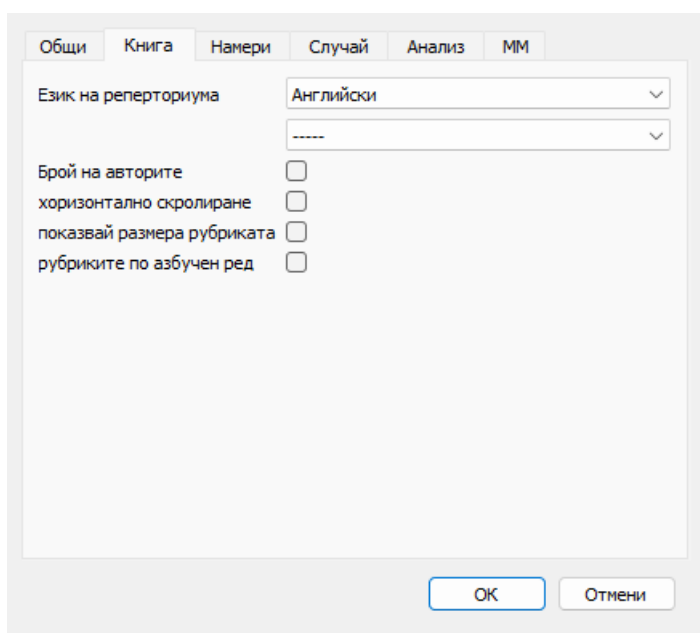 Общи Книга Намери Случай Анализ ММ
Език на реперториума Английски
-----
Брой на авторите
хоризонтално скролиране
показвай размера рубриката
рубриките по азбучен ред
OK Отмени